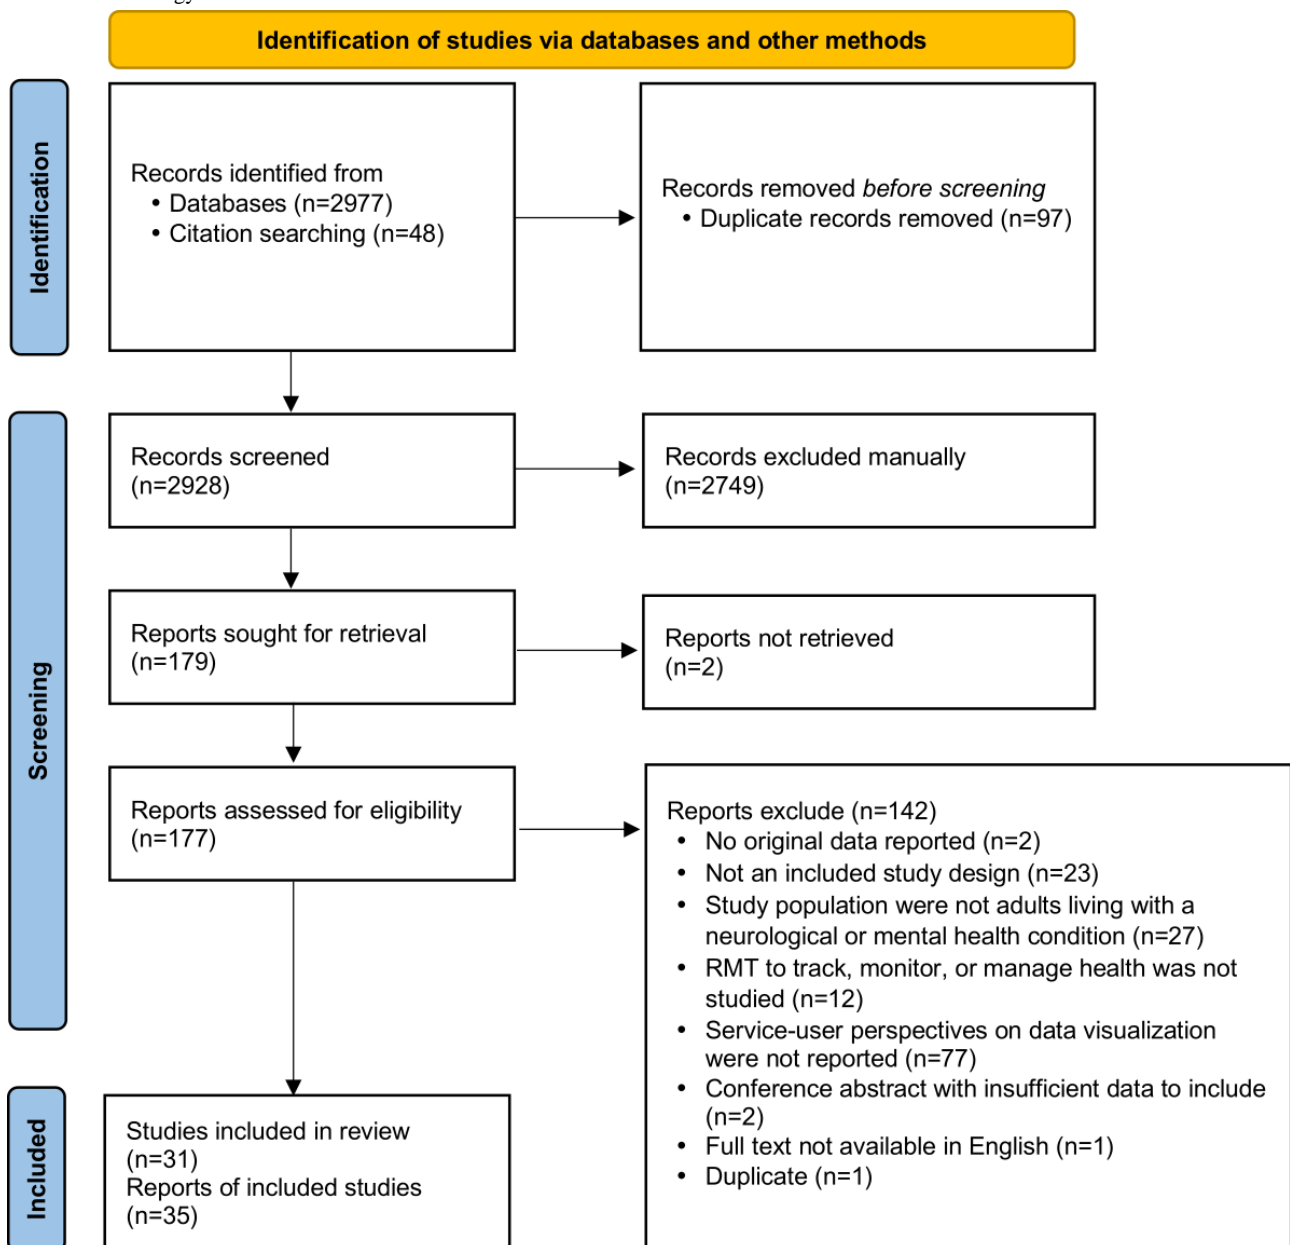 gy
Identification of studies via databases and other methods
Identification
Records identified from
• Databases (n=2977)
• Citation searching (n=48)
Records removed before screening
• Duplicate records removed (n=97)
Screening
Records screened
(n=2928)
Records excluded manually
(n=2749)
Reports sought for retrieval
(n=179)
Reports not retrieved
(n=2)
Reports assessed for eligibility
(n=177)
Reports exclude (n=142)
• No original data reported (n=2)
• Not an included study design (n=23)
• Study population were not adults living with a
neurological or mental health condition (n=27)
• RMT to track, monitor, or manage health was not
studied (n=12)
• Service-user perspectives on data visualization
were not reported (n=77)
• Conference abstract with insufficient data to include
(n=2)
• Full text not available in English (n=1)
• Duplicate (n=1)
Included
Studies included in review
(n=31)
Reports of included studies
(n=35)